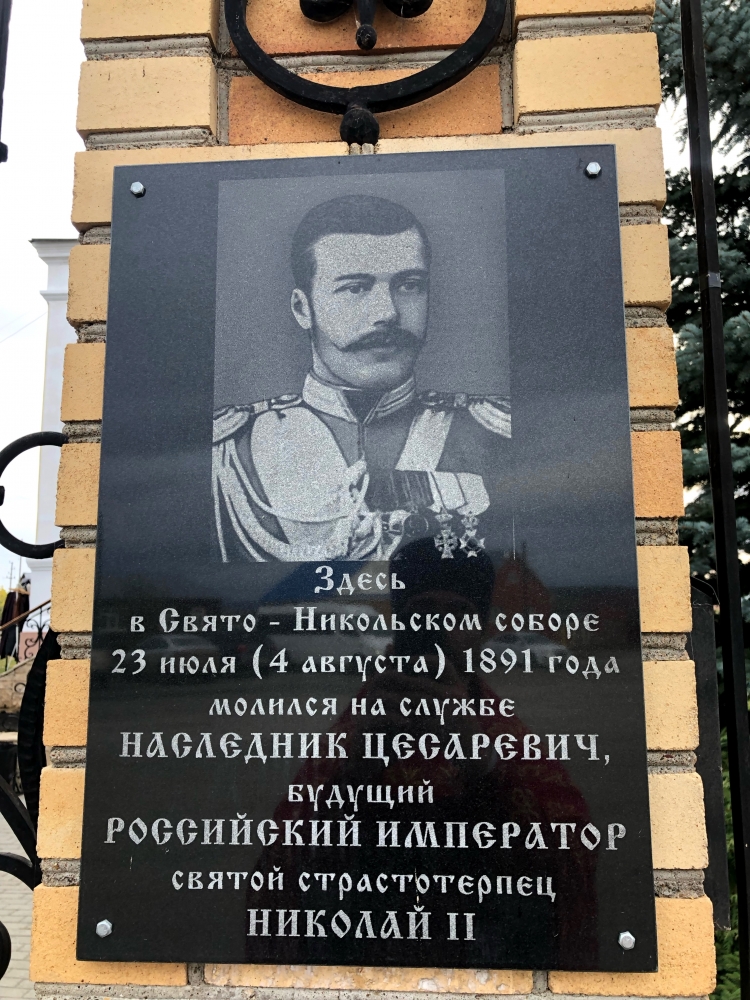 Здесь
в Свято - Никольском соборе
23 июля (4 августа) 1891 года
молился на службе
НАСЛЕДНИК ЦЕСАРЕВИЧ,
будущий
РОССИЙСКИЙ ИМПЕРАТОР
святой страстотерпец
НИКОЛАЙ II